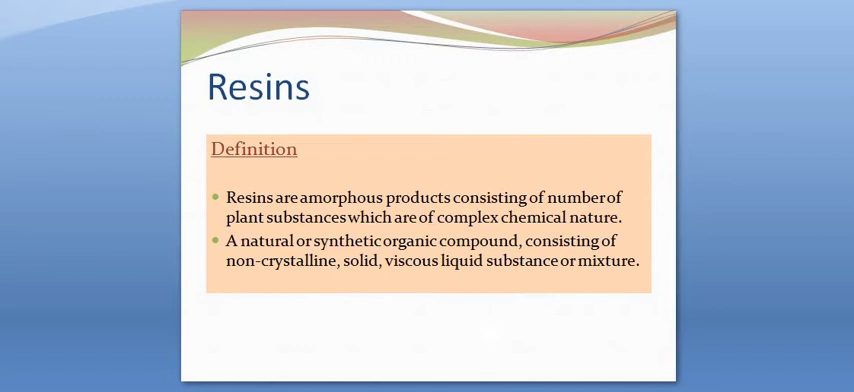 Resins
Definition
Resins are amorphous products consisting of number of
plant substances which are of complex chemical nature.
A natural or synthetic organic compound, consisting of
non-crystalline, solid, viscous liquid substance or mixture.